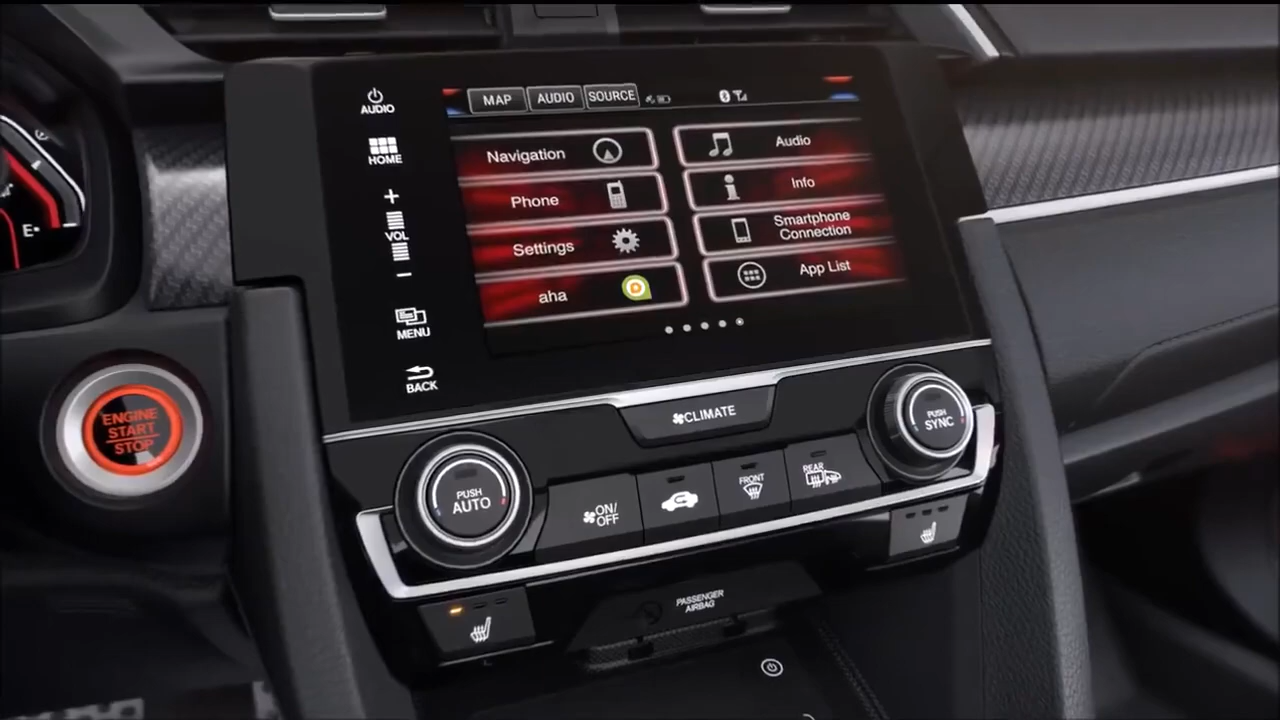 AUDIO
HOME
+
VOL
−
MENU
BACK
MAP
AUDIO
SOURCE
Navigation
Phone
Settings
aha
Audio
Info
Smartphone
Connection
App List
E
ENGINE
START
STOP
CLIMATE
PUSH
AUTO
ON/
OFF
FRONT
REAR
PUSH
SYNC
PASSENGER
AIRBAG